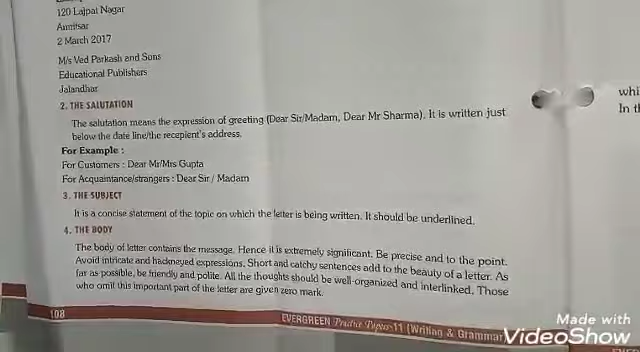 120 Lajpat Nagar
Amritsar
2 March 2017
M/s Ved Parkash and Sons
Educational Publishers
Jalandhar
2. THE SALUTATION
The salutation means the expression of greeting (Dear Sir/Madam, Dear Mr Sharma). It is written just
below the date line/the recepient's address.
For Example :
For Customers : Dear Mr/Mrs Gupta
For Acquaintance/strangers : Dear Sir / Madam
3. THE SUBJECT
It is a concise statement of the topic on which the letter is being written. It should be underlined.
4. THE BODY
The body of letter contains the message. Hence it is extremely significant. Be precise and to the point.
Avoid intricate and hackneyed expressions. Short and catchy sentences add to the beauty of a letter. As
far as possible, be friendly and polite. All the thoughts should be well-organized and interlinked. Those
who omit this important part of the letter are given zero mark.
108
EVERGREEN Practice Papers-11 (Writing & Grammar
whi
In t
Made with
VideoShow